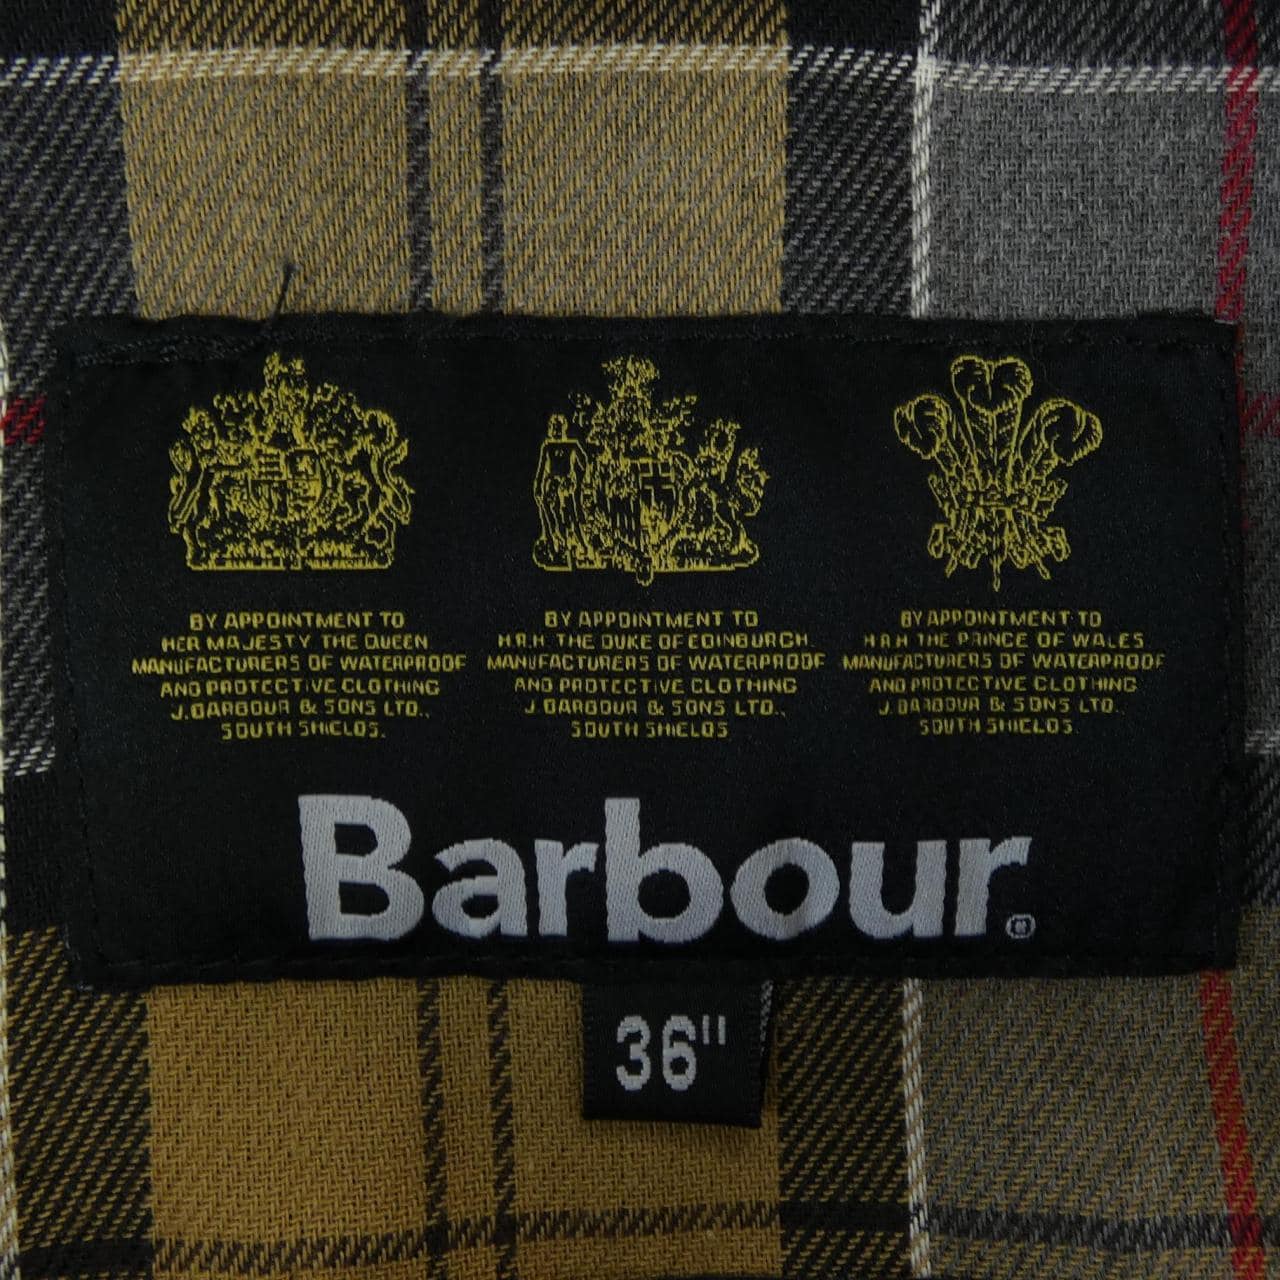 BY APPOINTMENT TO
HER MAJESTY THE QUEEN
MANUFACTURERS OF WATERPROOF
AND PROTECTIVE CLOTHING
J. BARBOUR & SONS LTD.,
SOUTH SHIELDS.
BY APPOINTMENT TO
H.R.H. THE DUKE OF EDINBURGH
MANUFACTURERS OF WATERPROOF
AND PROTECTIVE CLOTHING
J. BARBOUR & SONS LTD.,
SOUTH SHIELDS
BY APPOINTMENT TO
H.R.H THE PRINCE OF WALES
MANUFACTURERS OF WATERPROOF
AND PROTECTIVE CLOTHING
J. BARBOUR & SONS LTD.
SOUTH SHIELDS
Barbour®
36"